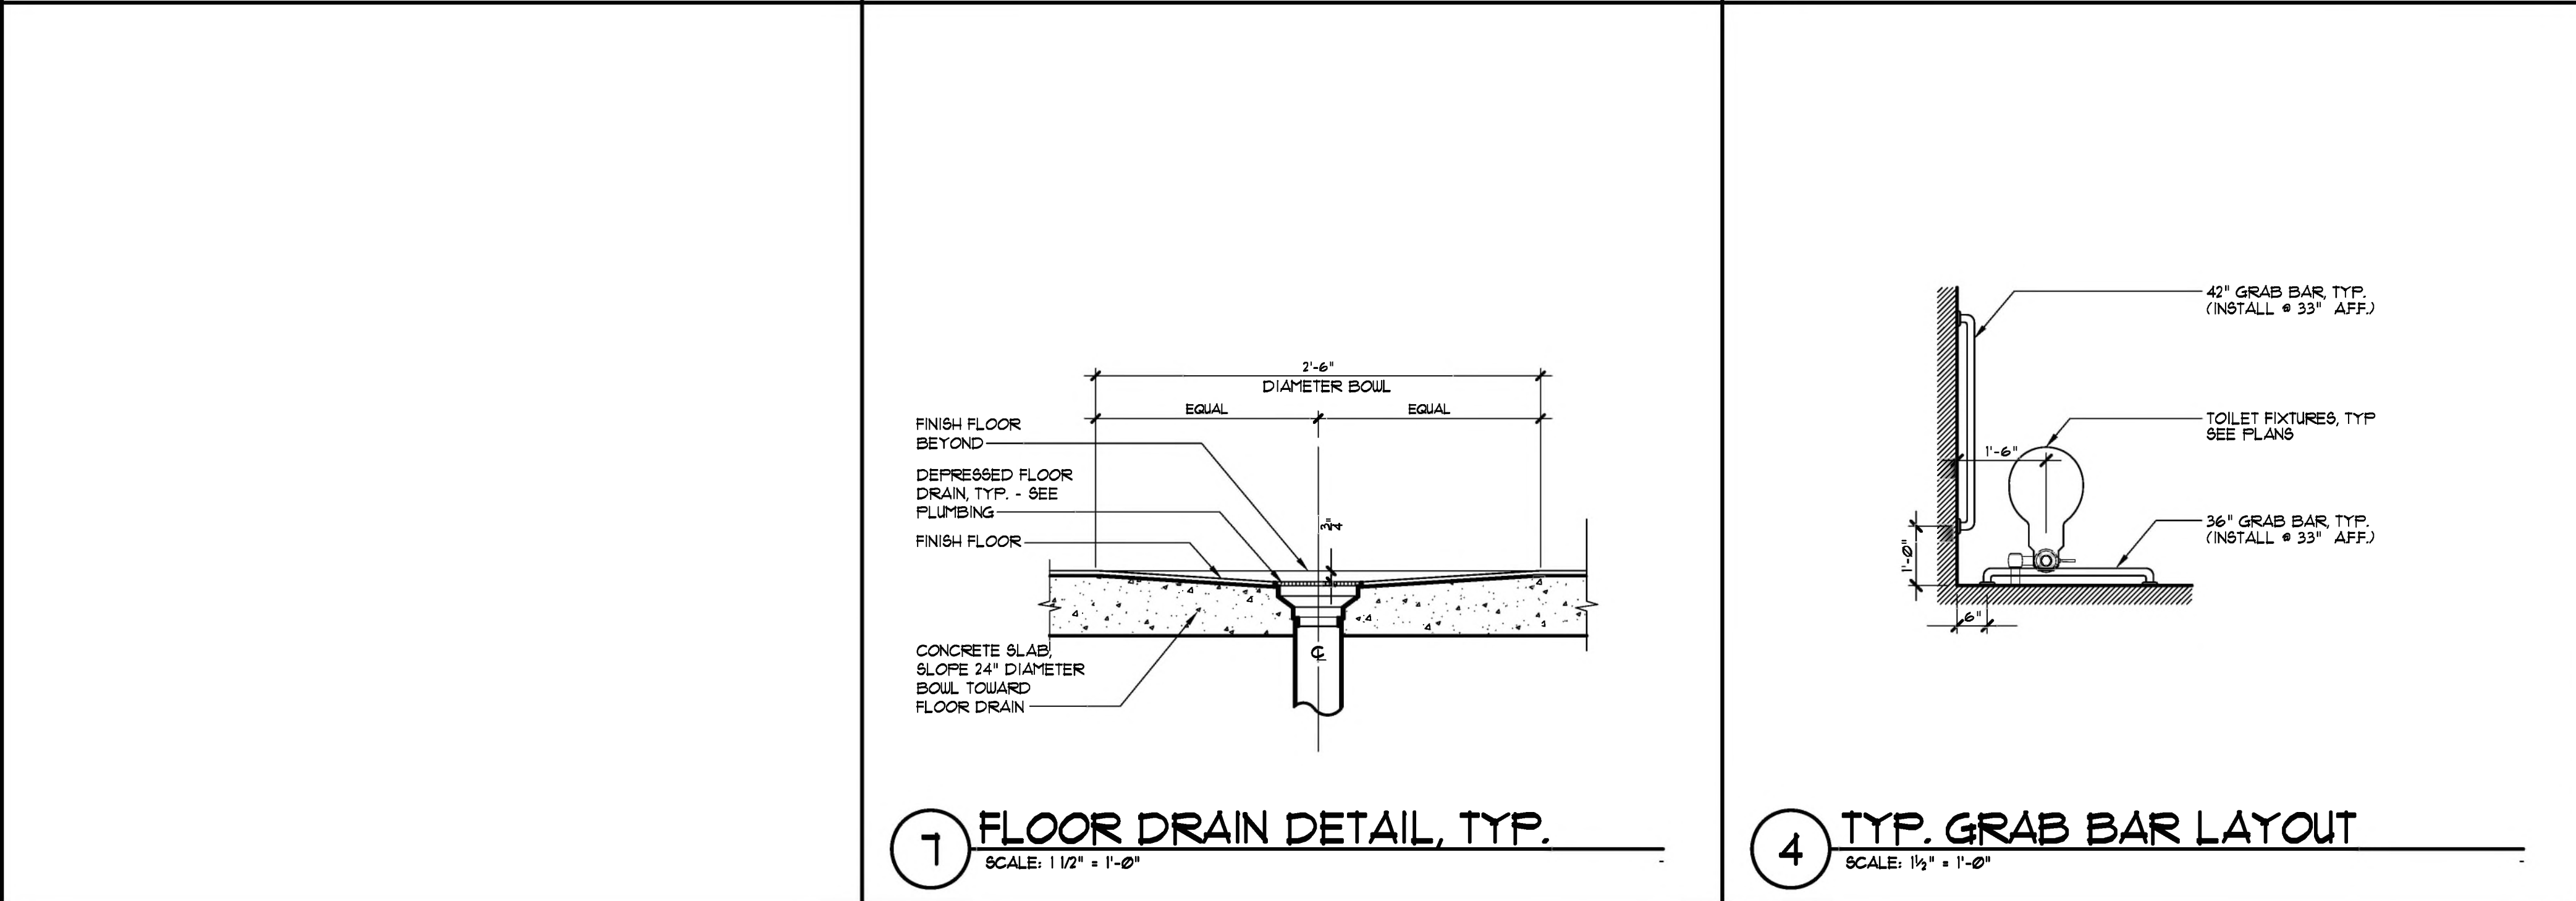 2'-6"
DIAMETER BOWL
EQUAL
EQUAL
FINISH FLOOR
BEYOND
DEPRESSED FLOOR
DRAIN, TYP. - SEE
PLUMBING
3/4"
FINISH FLOOR
CONCRETE SLAB,
SLOPE 24" DIAMETER
BOWL TOWARD
FLOOR DRAIN
℄
7
FLOOR DRAIN DETAIL, TYP.
SCALE: 1 1/2" = 1'-0"
-
42" GRAB BAR, TYP.
(INSTALL @ 33" AFF.)
TOILET FIXTURES, TYP
SEE PLANS
1'-6"
36" GRAB BAR, TYP.
(INSTALL @ 33" AFF.)
1'-0"
6"
4
TYP. GRAB BAR LAYOUT
SCALE: 1½" = 1'-0"
-